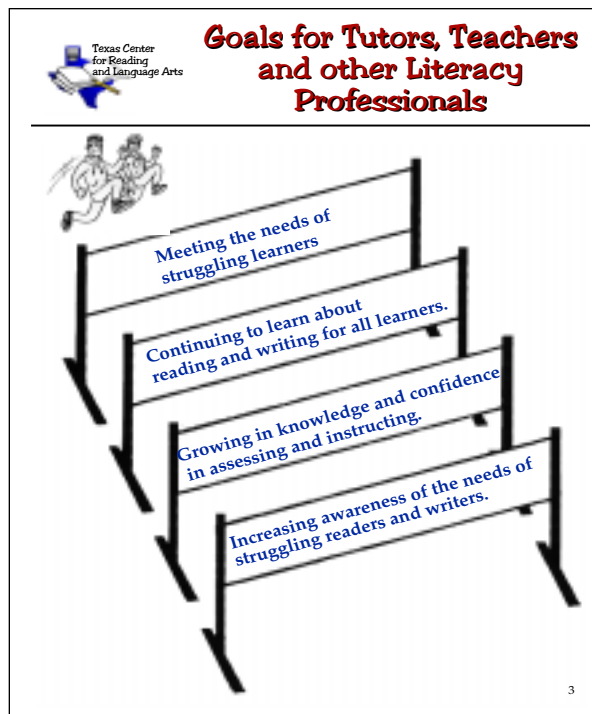 Texas Center
for Reading
and Language Arts
Goals for Tutors, Teachers
and other Literacy
Professionals
Meeting the needs of
struggling learners
Continuing to learn about
reading and writing for all learners.
Growing in knowledge and confidence
in assessing and instructing.
Increasing awareness of the needs of
struggling readers and writers.
3